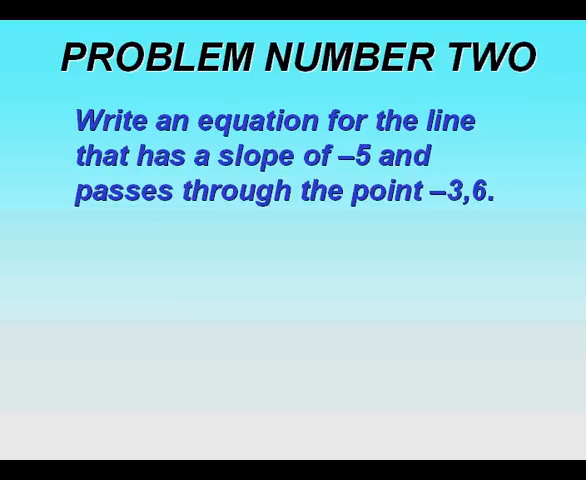 PROBLEM NUMBER TWO
Write an equation for the line
that has a slope of –5 and
passes through the point –3,6.